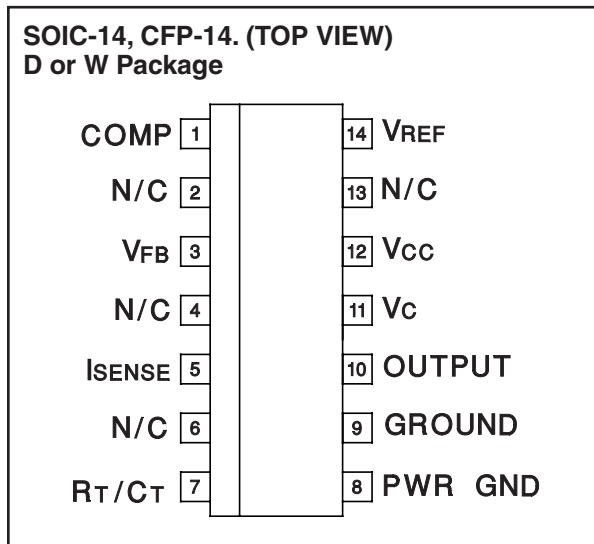 SOIC-14, CFP-14. (TOP VIEW)
D or W Package
COMP 1 14 VREF
N/C 2 13 N/C
VFB 3 12 VCC
N/C 4 11 VC
ISENSE 5 10 OUTPUT
N/C 6 9 GROUND
RT/CT 7 8 PWR GND